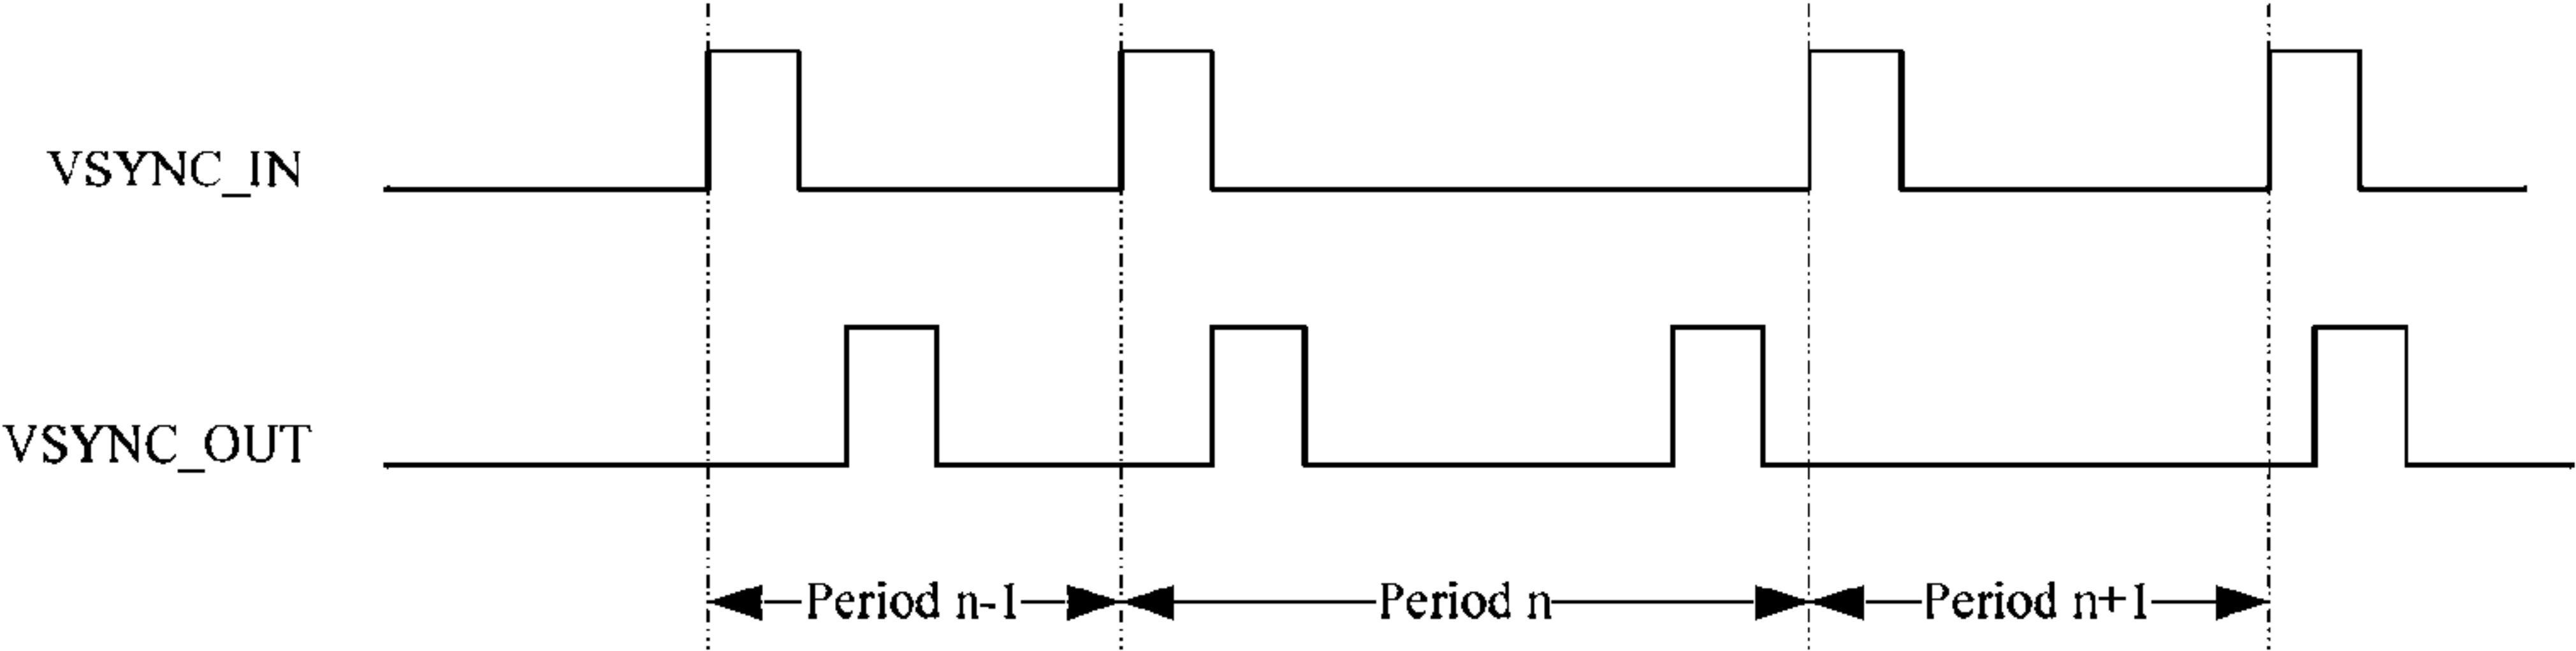 VSYNC_IN
VSYNC_OUT
Period n-1 Period n Period n+1